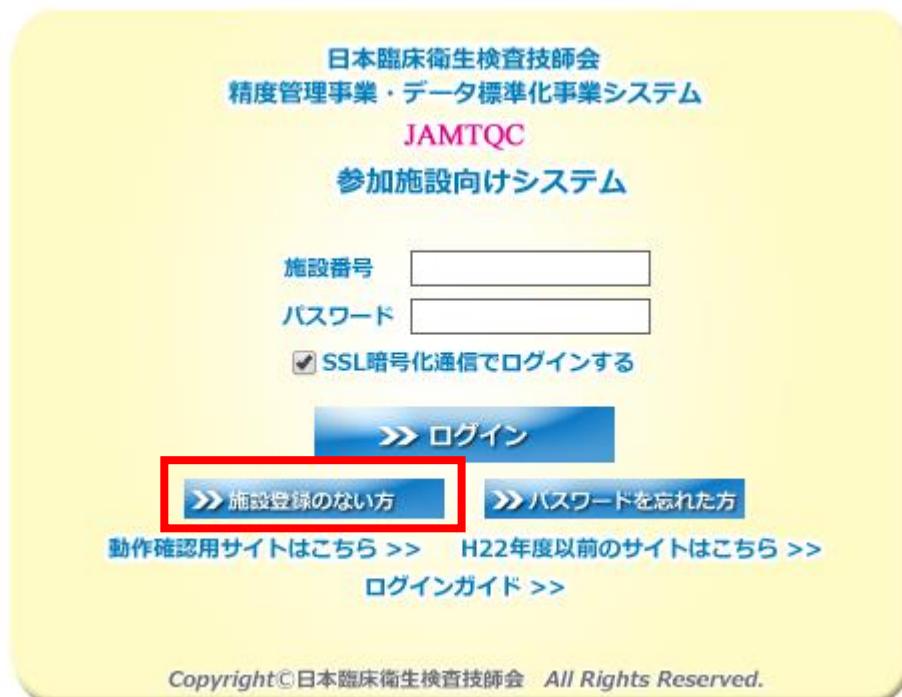 日本臨床衛生検査技師会
精度管理事業・データ標準化事業システム
JAMTQC
参加施設向けシステム
施設番号
パスワード
SSL暗号化通信でログインする
>> ログイン
>> 施設登録のない方
>> パスワードを忘れた方
動作確認用サイトはこちら >>
H22年度以前のサイトはこちら >>
ログインガイド >>
Copyright©日本臨床衛生検査技師会 All Rights Reserved.